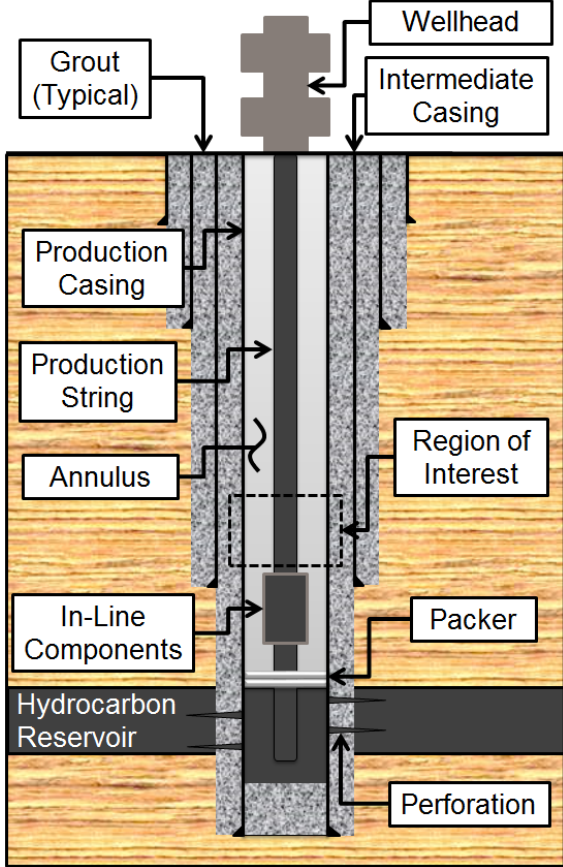 Wellhead
Grout
(Typical)
Intermediate
Casing
Production
Casing
Production
String
Annulus
Region of
Interest
In-Line
Components
Packer
Hydrocarbon
Reservoir
Perforation